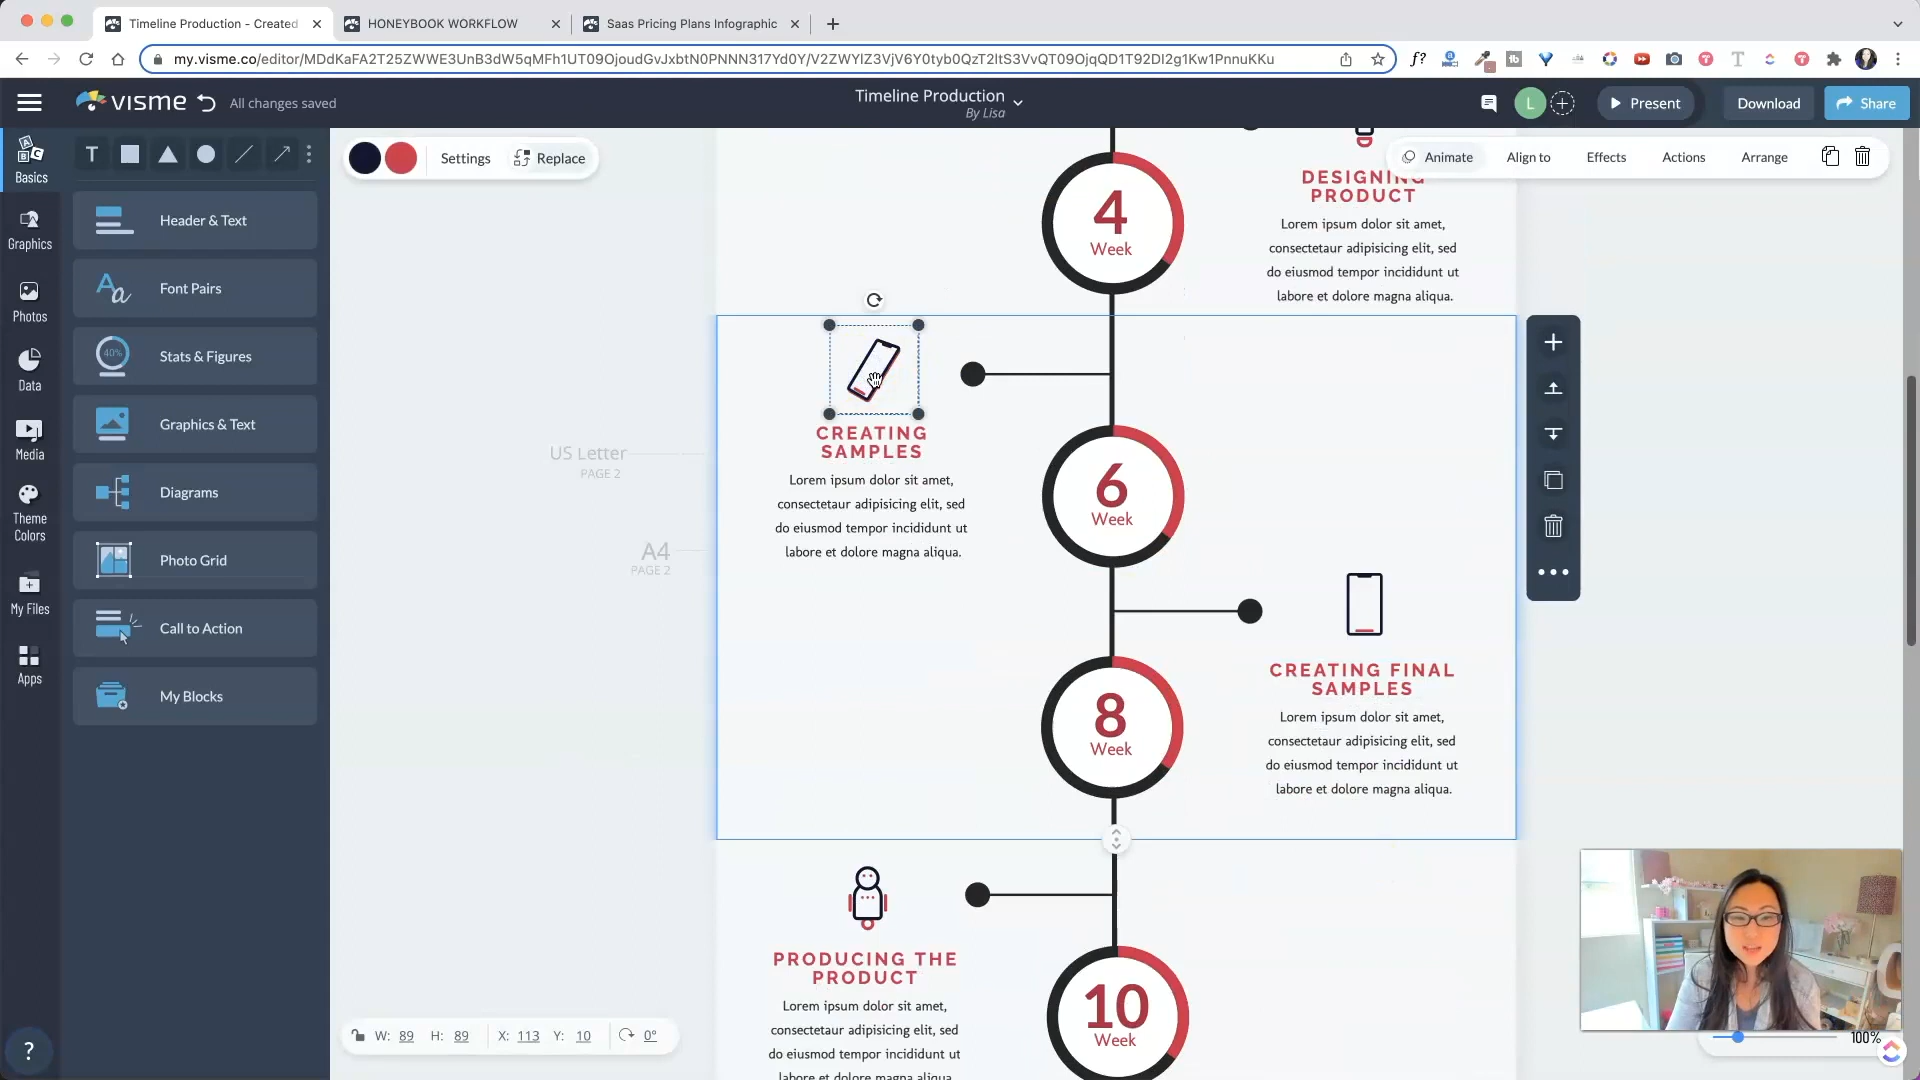 Timeline Production - Created
HONEYBOOK WORKFLOW
Saas Pricing Plans Infographic
my.visme.co/editor/MDdKaFA2T25ZWWE3UnB3dW5qMFh1UT09OjoudGvJxbtN0PNNN317Yd0Y/V2ZWYlZ3VjV6Y0tyb0QzT2ltS3VvQT09OjqQD1T92DI2g1Kw1PnnuKKu
visme
All changes saved
Timeline Production
By Lisa
L
Present
Download
Share
Basics
Graphics
Photos
Data
Media
Theme
Colors
My Files
Apps
T
Header & Text
Aa
Font Pairs
40%
Stats & Figures
Graphics & Text
Diagrams
Photo Grid
Call to Action
My Blocks
Settings
Replace
Animate
Align to
Effects
Actions
Arrange
4
Week
DESIGNING
PRODUCT
Lorem ipsum dolor sit amet,
consectetaur adipisicing elit, sed
do eiusmod tempor incididunt ut
labore et dolore magna aliqua.
US Letter
PAGE 2
A4
PAGE 2
CREATING
SAMPLES
Lorem ipsum dolor sit amet,
consectetaur adipisicing elit, sed
do eiusmod tempor incididunt ut
labore et dolore magna aliqua.
6
Week
8
Week
CREATING FINAL
SAMPLES
Lorem ipsum dolor sit amet,
consectetaur adipisicing elit, sed
do eiusmod tempor incididunt ut
labore et dolore magna aliqua.
PRODUCING THE
PRODUCT
Lorem ipsum dolor sit amet,
consectetaur adipisicing elit, sed
do eiusmod tempor incididunt ut
labore et dolore magna aliqua.
10
Week
W: 89 H: 89 X: 113 Y: 10 0°
100%
?